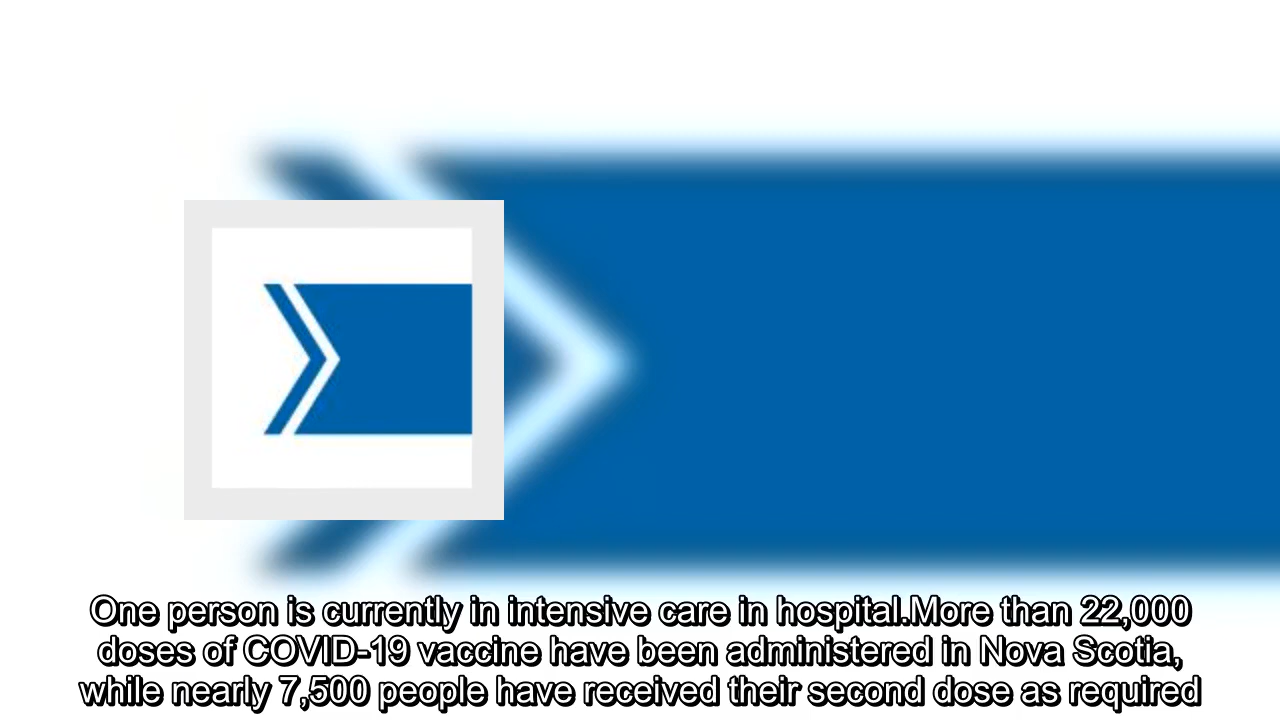 One person is currently in intensive care in hospital.More than 22,000
doses of COVID-19 vaccine have been administered in Nova Scotia,
while nearly 7,500 people have received their second dose as required